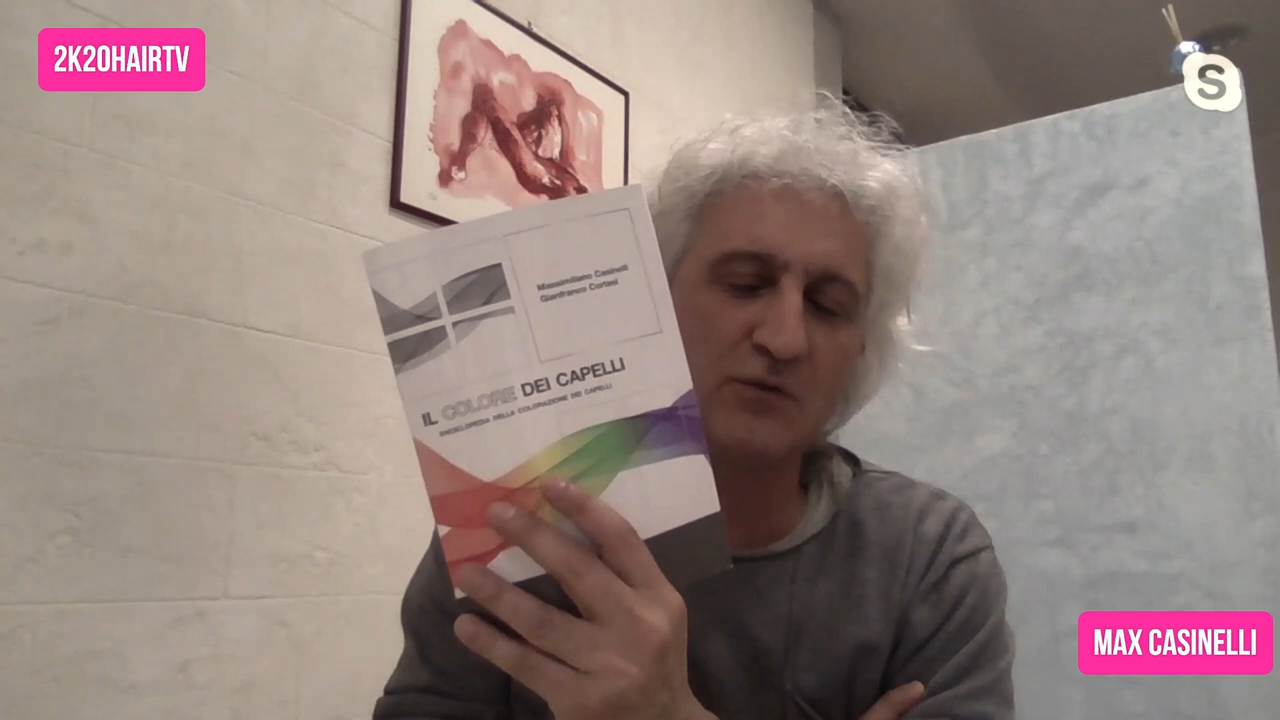 2K20HAIRTV
S
Massimiliano Casinelli
Gianfranco Cortesi
IL COLORE DEI CAPELLI
ENCICLOPEDIA DELLA COLORAZIONE DEI CAPELLI
MAX CASINELLI